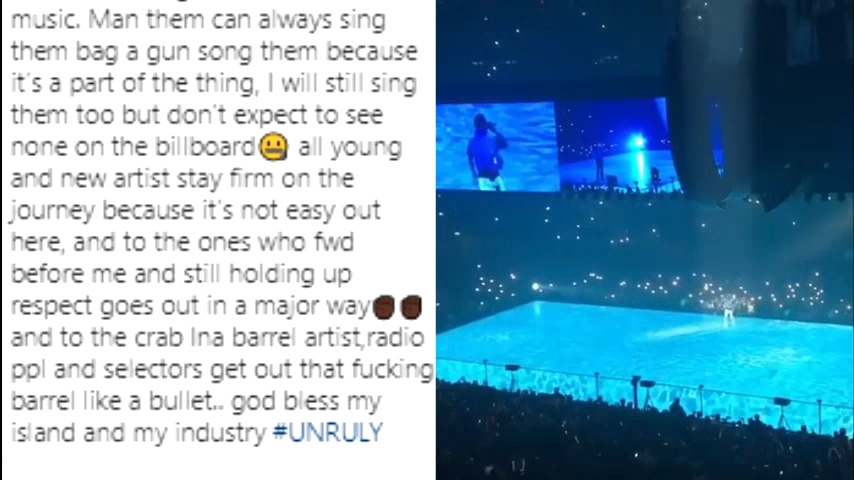 music. Man them can always sing
them bag a gun song them because
it's a part of the thing, I will still sing
them too but don't expect to see
none on the billboard🤐 all young
and new artist stay firm on the
journey because it's not easy out
here, and to the ones who fwd
before me and still holding up
respect goes out in a major way✊🏿✊🏿
and to the crab Ina barrel artist,radio
ppl and selectors get out that fucking
barrel like a bullet.. god bless my
island and my industry #UNRULY